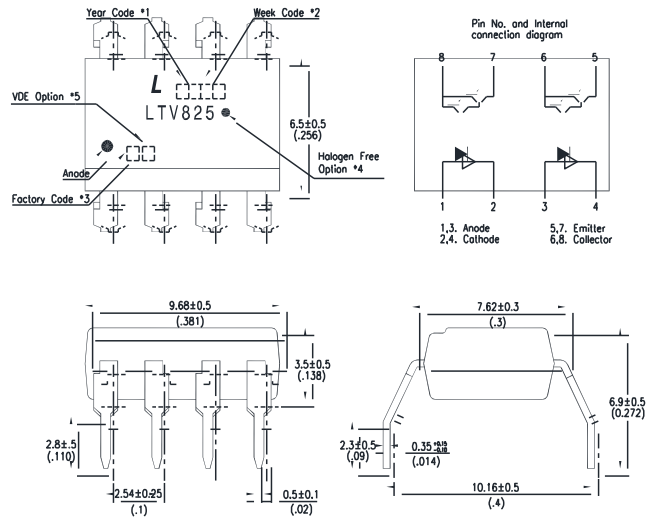 Year Code *1
Week Code *2
L
LTV825
VDE Option *5
Anode
Factory Code *3
6.5±0.5
(.256)
Halogen Free
Option *4
Pin No. and Internal
connection diagram
8 7 6 5
1 2 3 4
1,3. Anode
2,4. Cathode
5,7. Emitter
6,8. Collector
9.68±0.5
(.381)
3.5±0.5
(.138)
2.8±.5
(.110)
2.54±0.25
(.1)
0.5±0.1
(.02)
7.62±0.3
(.3)
6.9±0.5
(0.272)
2.3±0.5
(.09)
0.35 +0.15 -0.10
(.014)
10.16±0.5
(.4)